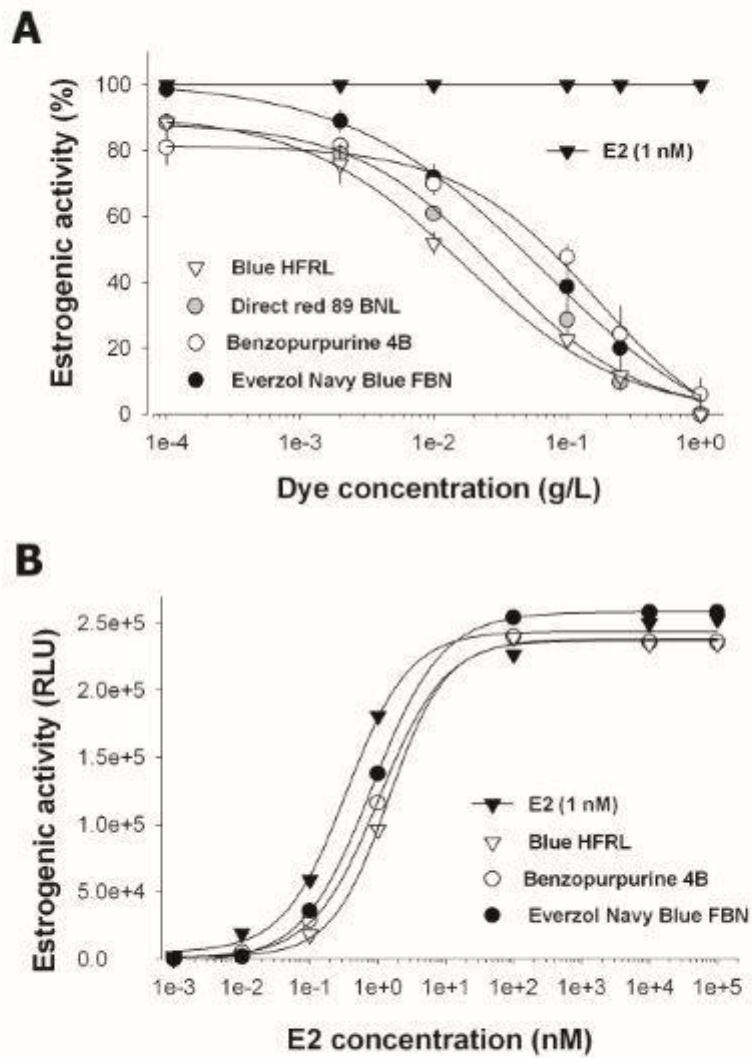 A
Estrogenic activity (%)
100
80
60
40
20
0
E2 (1 nM)
Blue HFRL
Direct red 89 BNL
Benzopurpurine 4B
Everzol Navy Blue FBN
1e-4 1e-3 1e-2 1e-1 1e+0
Dye concentration (g/L)
B
Estrogenic activity (RLU)
2.5e+5
2.0e+5
1.5e+5
1.0e+5
5.0e+4
0.0
E2 (1 nM)
Blue HFRL
Benzopurpurine 4B
Everzol Navy Blue FBN
1e-3 1e-2 1e-1 1e+0 1e+1 1e+2 1e+3 1e+4 1e+5
E2 concentration (nM)